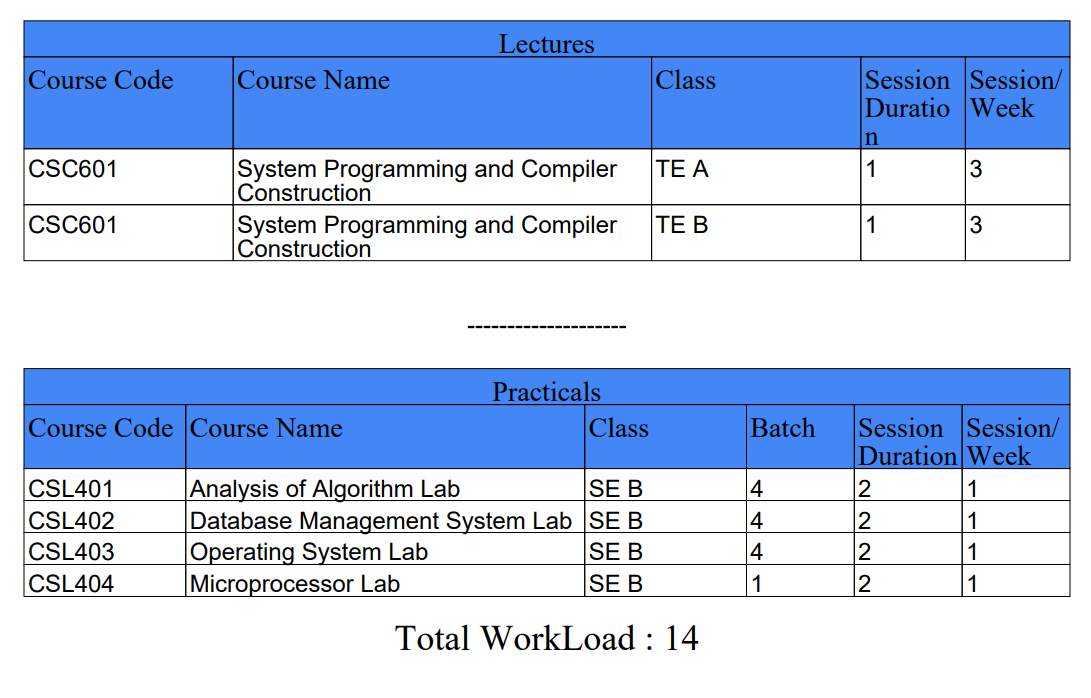 Lectures
Course Code Course Name Class Session Duratio n Session/ Week
CSC601 System Programming and Compiler Construction TE A 1 3
CSC601 System Programming and Compiler Construction TE B 1 3
--------------------
Practicals
Course Code Course Name Class Batch Session Duration Session/ Week
CSL401 Analysis of Algorithm Lab SE B 4 2 1
CSL402 Database Management System Lab SE B 4 2 1
CSL403 Operating System Lab SE B 4 2 1
CSL404 Microprocessor Lab SE B 1 2 1
Total WorkLoad : 14